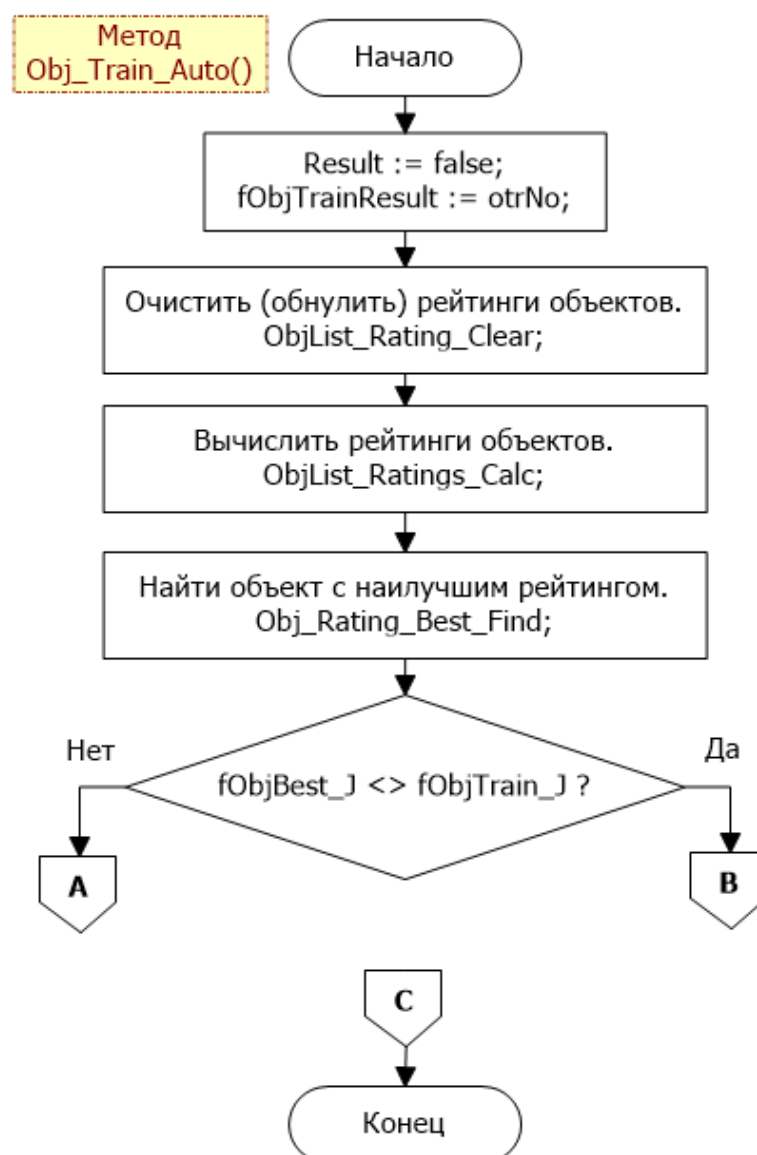 Метод
Obj_Train_Auto()
Начало
Result := false;
fObjTrainResult := otrNo;
Очистить (обнулить) рейтинги объектов.
ObjList_Rating_Clear;
Вычислить рейтинги объектов.
ObjList_Ratings_Calc;
Найти объект с наилучшим рейтингом.
Obj_Rating_Best_Find;
Нет
Да
fObjBest_J <> fObjTrain_J ?
A
B
C
Конец